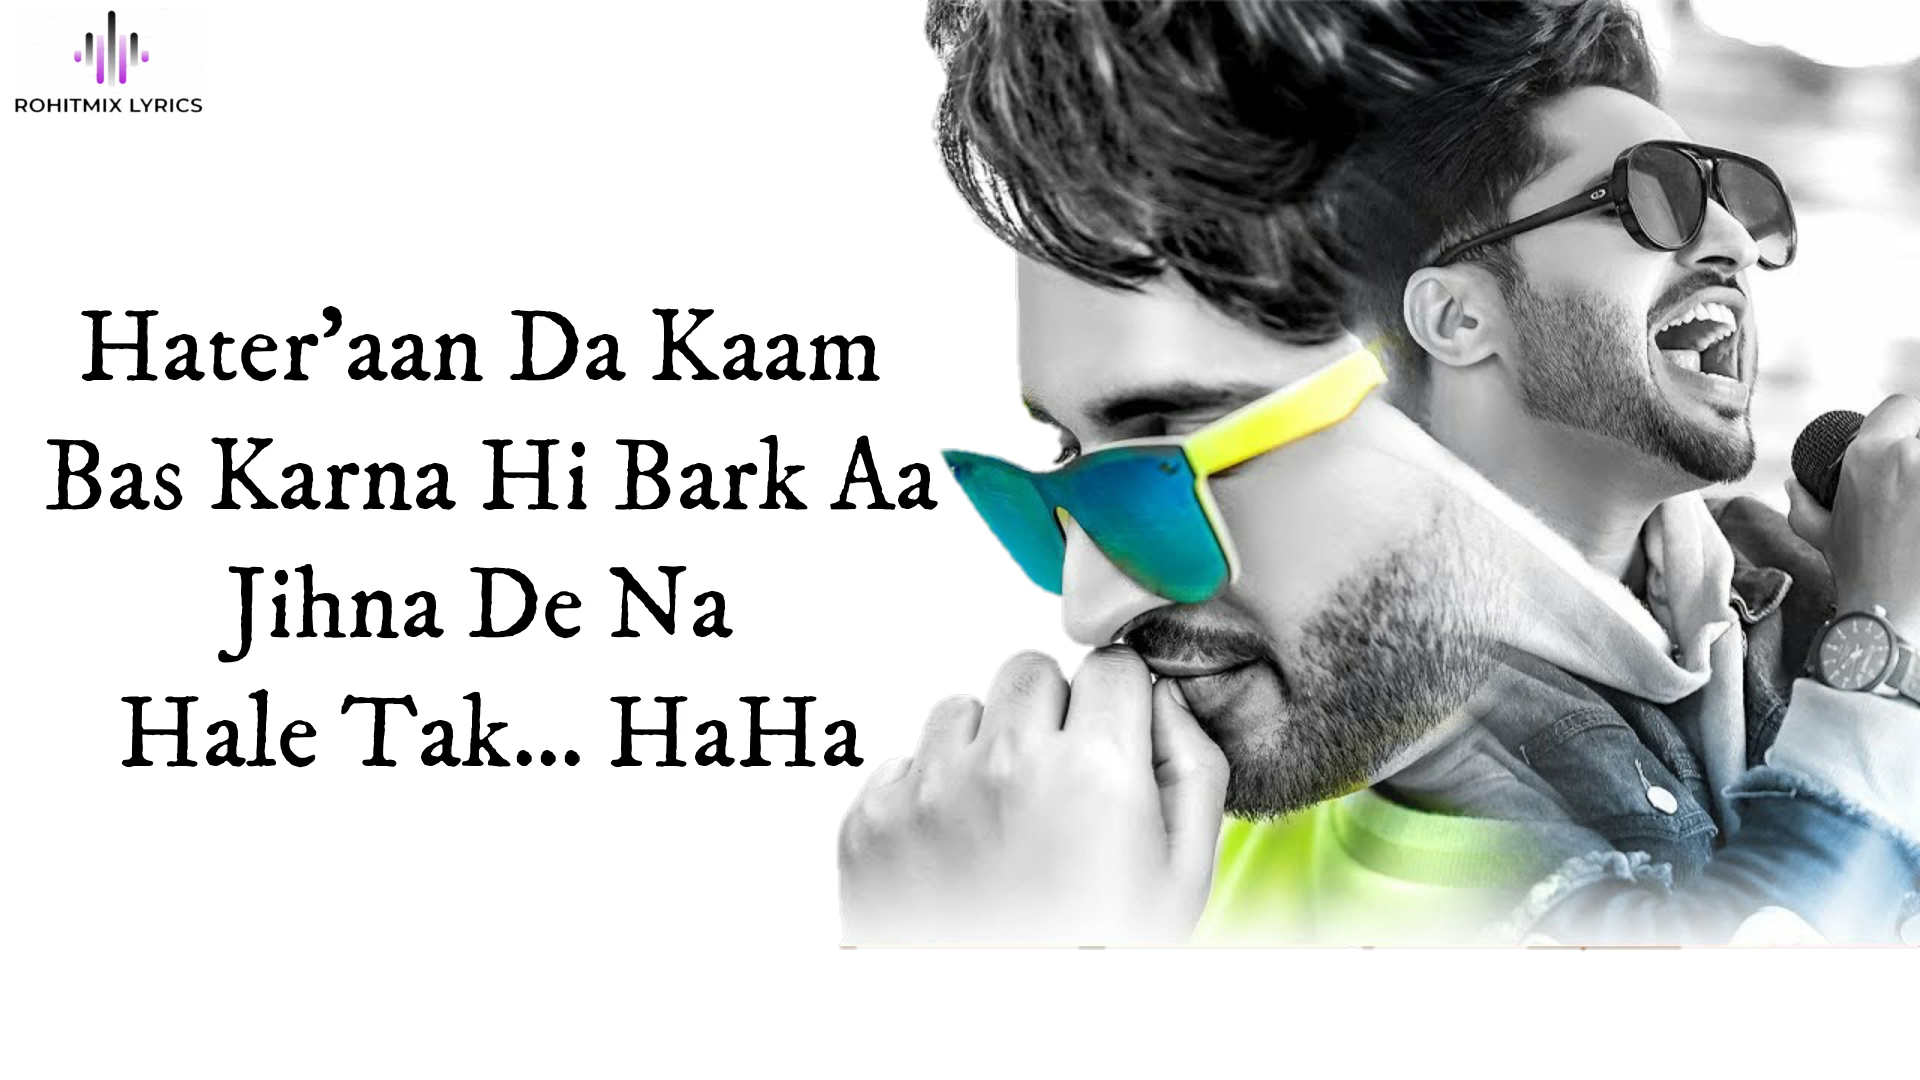 ROHITMIX LYRICS
Hater’aan Da Kaam
Bas Karna Hi Bark Aa
Jihna De Na
Hale Tak... HaHa